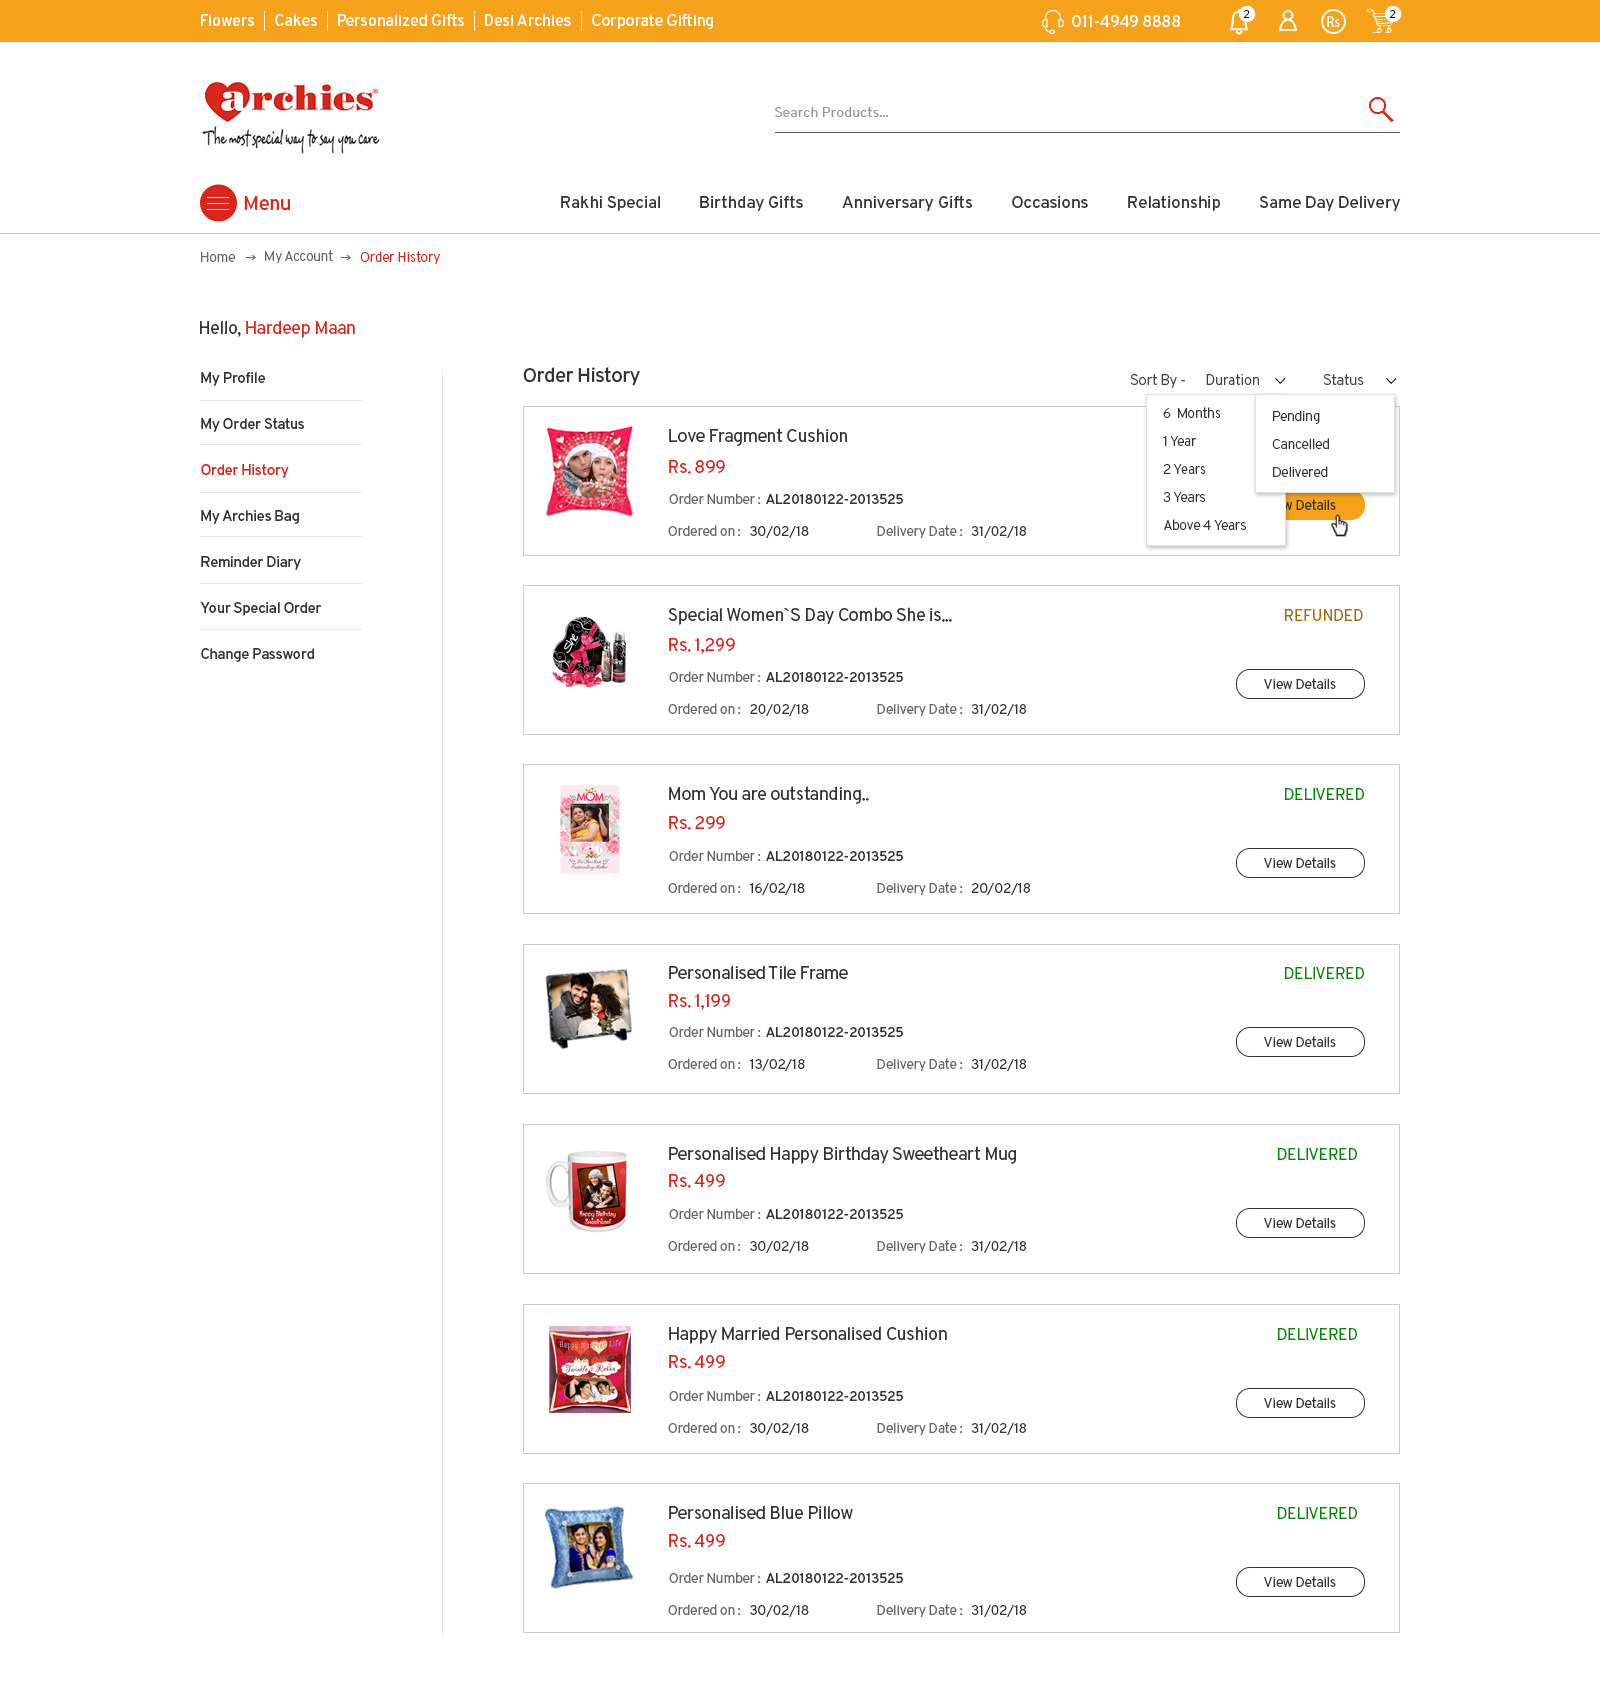 Flowers Cakes Personalized Gifts Desi Archies Corporate Gifting 011-4949 8888 2 Rs 2
archies®
The most special way to say you care
Search Products...
Menu Rakhi Special Birthday Gifts Anniversary Gifts Occasions Relationship Same Day Delivery
Home → My Account → Order History
Hello, Hardeep Maan
My Profile
My Order Status
Order History
My Archies Bag
Reminder Diary
Your Special Order
Change Password
Order History
Sort By - Duration Status
6 Months
1 Year
2 Years
3 Years
Above 4 Years
Pending
Cancelled
Delivered
Love Fragment Cushion
Rs. 899
Order Number : AL20180122-2013525
w Details
Ordered on : 30/02/18 Delivery Date : 31/02/18
She
Special Women`S Day Combo She is...
REFUNDED
Rs. 1,299
Order Number : AL20180122-2013525
View Details
Ordered on : 20/02/18 Delivery Date : 31/02/18
MOM
Mom You are outstanding..
DELIVERED
Rs. 299
Order Number : AL20180122-2013525
View Details
Ordered on : 16/02/18 Delivery Date : 20/02/18
Personalised Tile Frame
DELIVERED
Rs. 1,199
Order Number : AL20180122-2013525
View Details
Ordered on : 13/02/18 Delivery Date : 31/02/18
Happy Birthday
Sweetheart
Personalised Happy Birthday Sweetheart Mug
DELIVERED
Rs. 499
Order Number : AL20180122-2013525
View Details
Ordered on : 30/02/18 Delivery Date : 31/02/18
Happy Married Life
Twinkle & Rohan
Happy Married Personalised Cushion
DELIVERED
Rs. 499
Order Number : AL20180122-2013525
View Details
Ordered on : 30/02/18 Delivery Date : 31/02/18
Personalised Blue Pillow
DELIVERED
Rs. 499
Order Number : AL20180122-2013525
View Details
Ordered on : 30/02/18 Delivery Date : 31/02/18